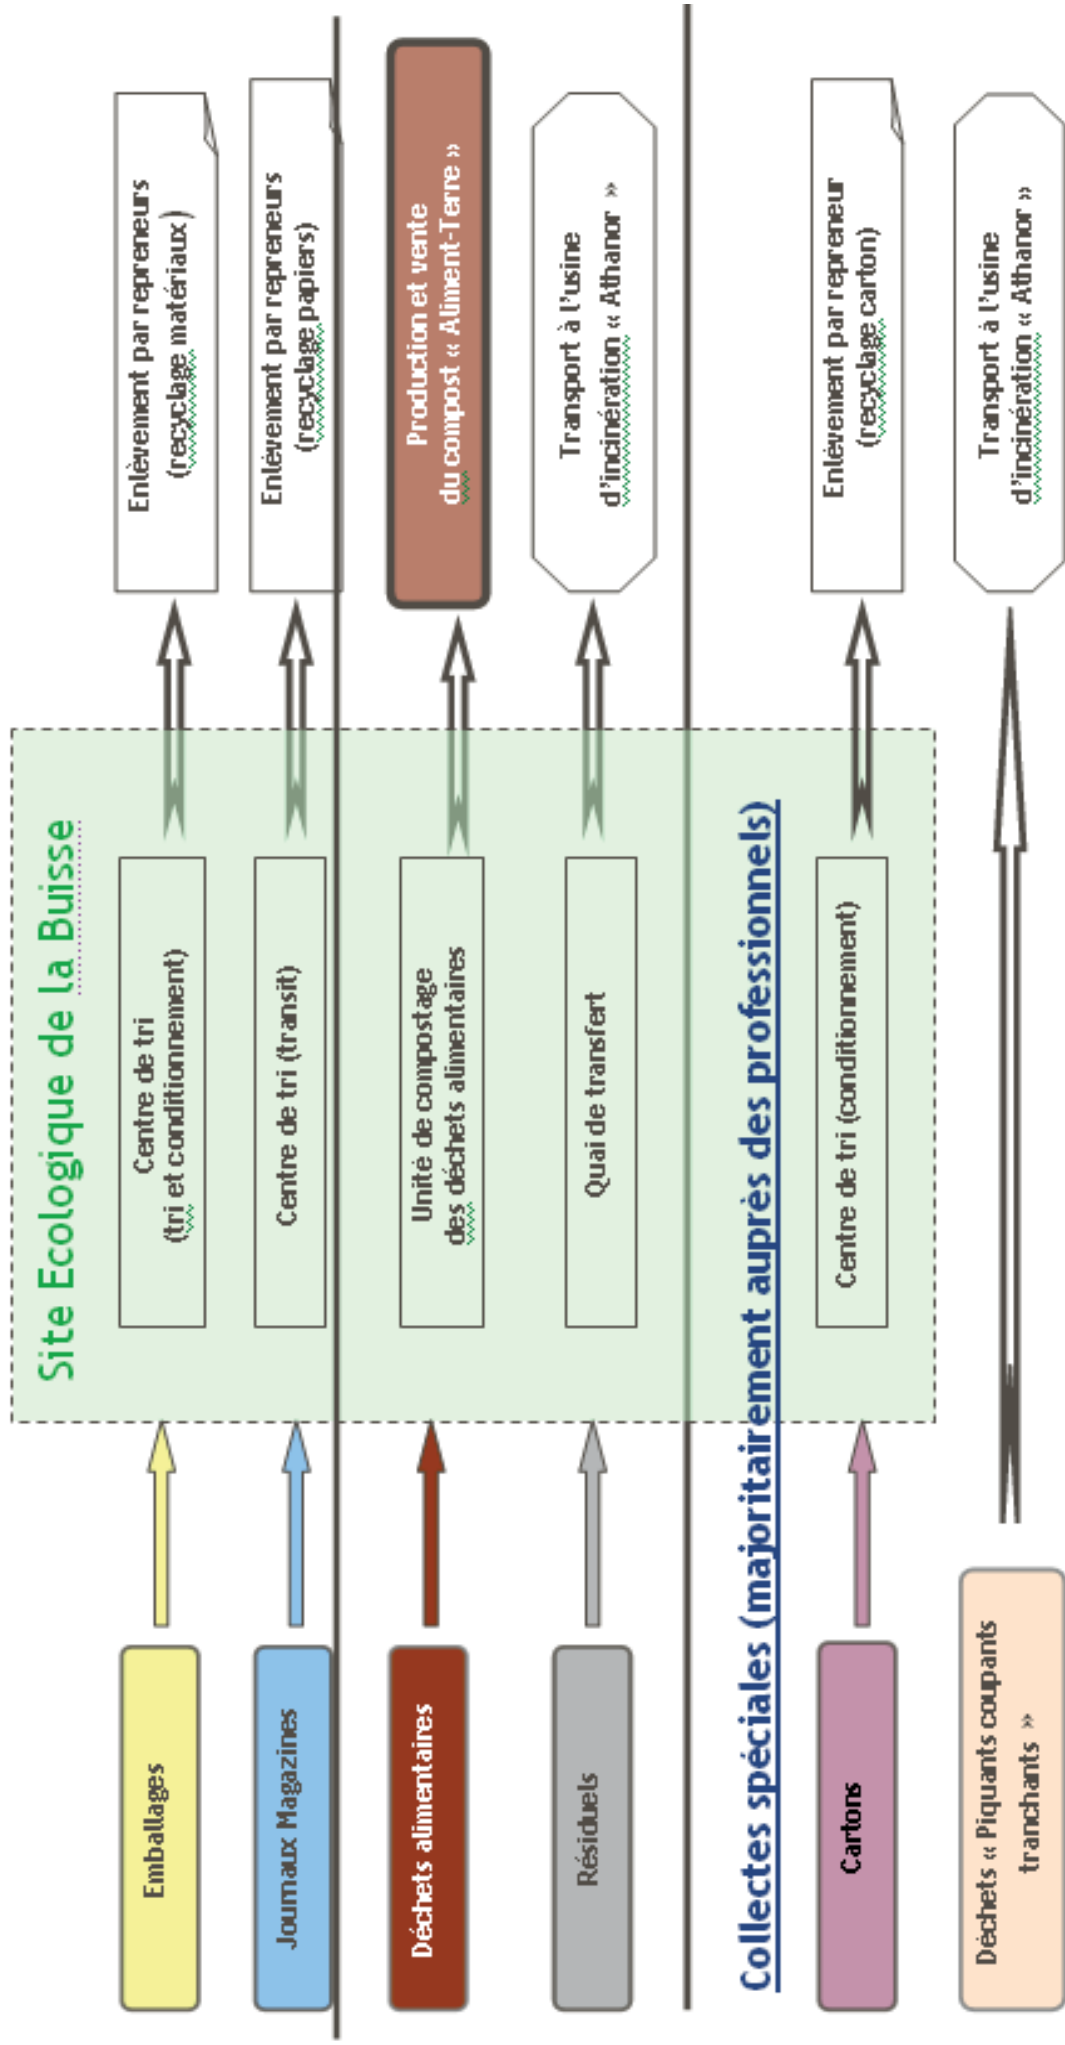 Site Ecologique de la Buisse
Emballages
Centre de tri
(tri et conditionnement)
Enlèvement par repreneurs
(recyclage matériaux )
Journaux Magazines
Centre de tri (transit)
Enlèvement par repreneurs
(recyclage papiers)
Déchets alimentaires
Unité de compostage
des déchets alimentaires
Production et vente
du compost « Aliment-Terre »
Résiduels
Quai de transfert
Transport à l'usine
d'incinération « Athanor »
Collectes spéciales (majoritairement auprès des professionnels)
Cartons
Centre de tri (conditionnement)
Enlèvement par repreneur
(recyclage carton)
Déchets « Piquants coupants
tranchants »
Transport à l'usine
d'incinération « Athanor »